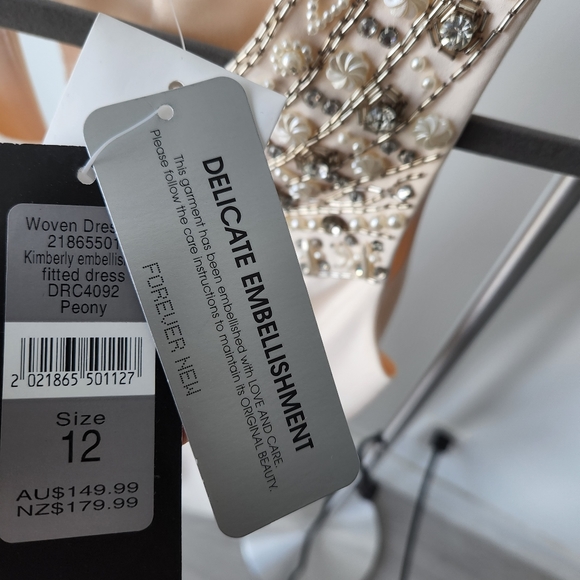 Woven Dres
21865501
Kimberly embellis
fitted dress
DRC4092
Peony
2 021865 501127
Size
12
AU$149.99
NZ$179.99
DELICATE EMBELLISHMENT
This garment has been embellished with LOVE AND CARE.
Please follow the care instructions to maintain its ORIGINAL BEAUTY.
FOREVER NEW